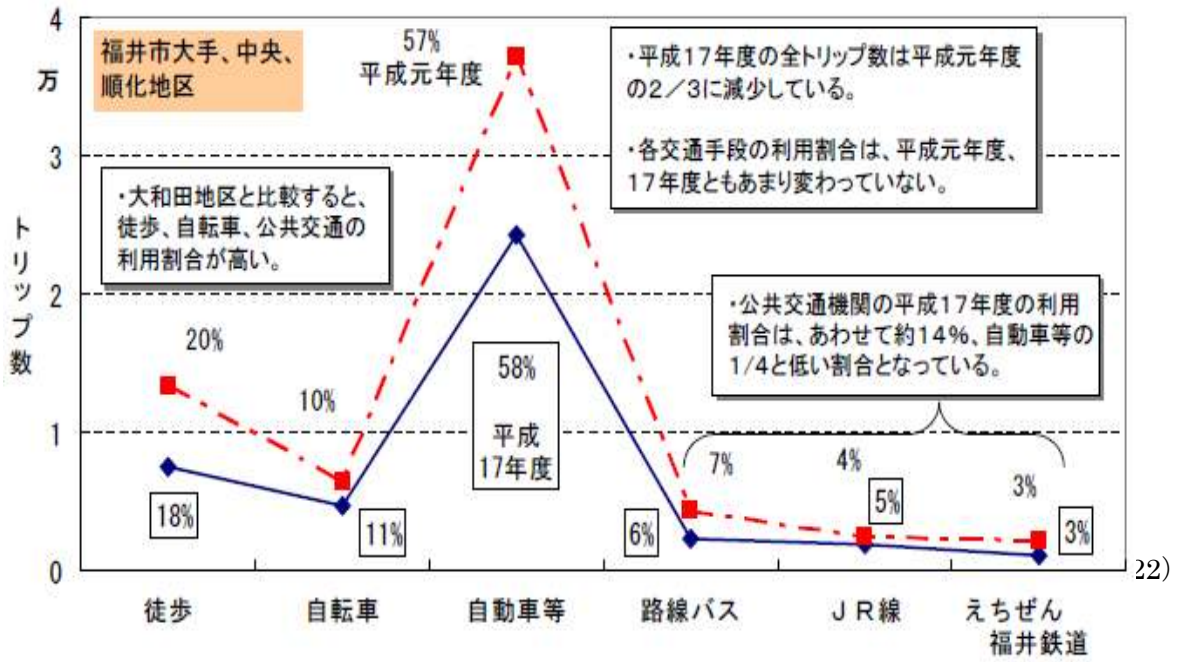 4
万
3
2
1
0
トリップ数
福井市大手、中央、
順化地区
57%
平成元年度
・平成17年度の全トリップ数は平成元年度
の2／3に減少している。
・各交通手段の利用割合は、平成元年度、
17年度ともあまり変わっていない。
・大和田地区と比較すると、
徒歩、自転車、公共交通の
利用割合が高い。
・公共交通機関の平成17年度の利用
割合は、あわせて約14%、自動車等の
1/4と低い割合となっている。
20%
10%
58%
平成
17年度
7%
4%
3%
18%
11%
6%
5%
3%
22)
徒歩
自転車
自動車等
路線バス
ＪＲ線
えちぜん
福井鉄道